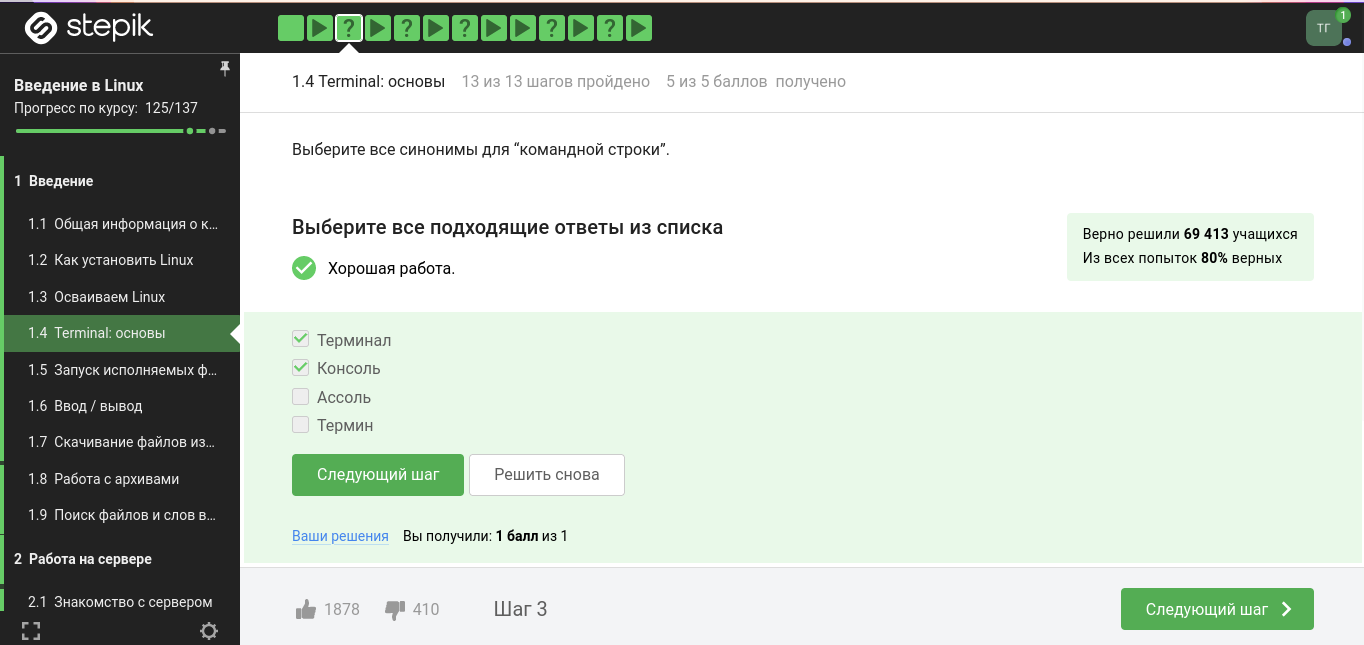 stepik
?
?
?
?
?
ТГ
1
Введение в Linux
Прогресс по курсу: 125/137
1 Введение
1.1 Общая информация о к...
1.2 Как установить Linux
1.3 Осваиваем Linux
1.4 Terminal: основы
1.5 Запуск исполняемых ф...
1.6 Ввод / вывод
1.7 Скачивание файлов из...
1.8 Работа с архивами
1.9 Поиск файлов и слов в...
2 Работа на сервере
2.1 Знакомство с сервером
1.4 Terminal: основы 13 из 13 шагов пройдено 5 из 5 баллов получено
Выберите все синонимы для “командной строки”.
Выберите все подходящие ответы из списка
Хорошая работа.
Верно решили 69 413 учащихся
Из всех попыток 80% верных
Терминал
Консоль
Ассоль
Термин
Следующий шаг
Решить снова
Ваши решения Вы получили: 1 балл из 1
1878
410
Шаг 3
Следующий шаг